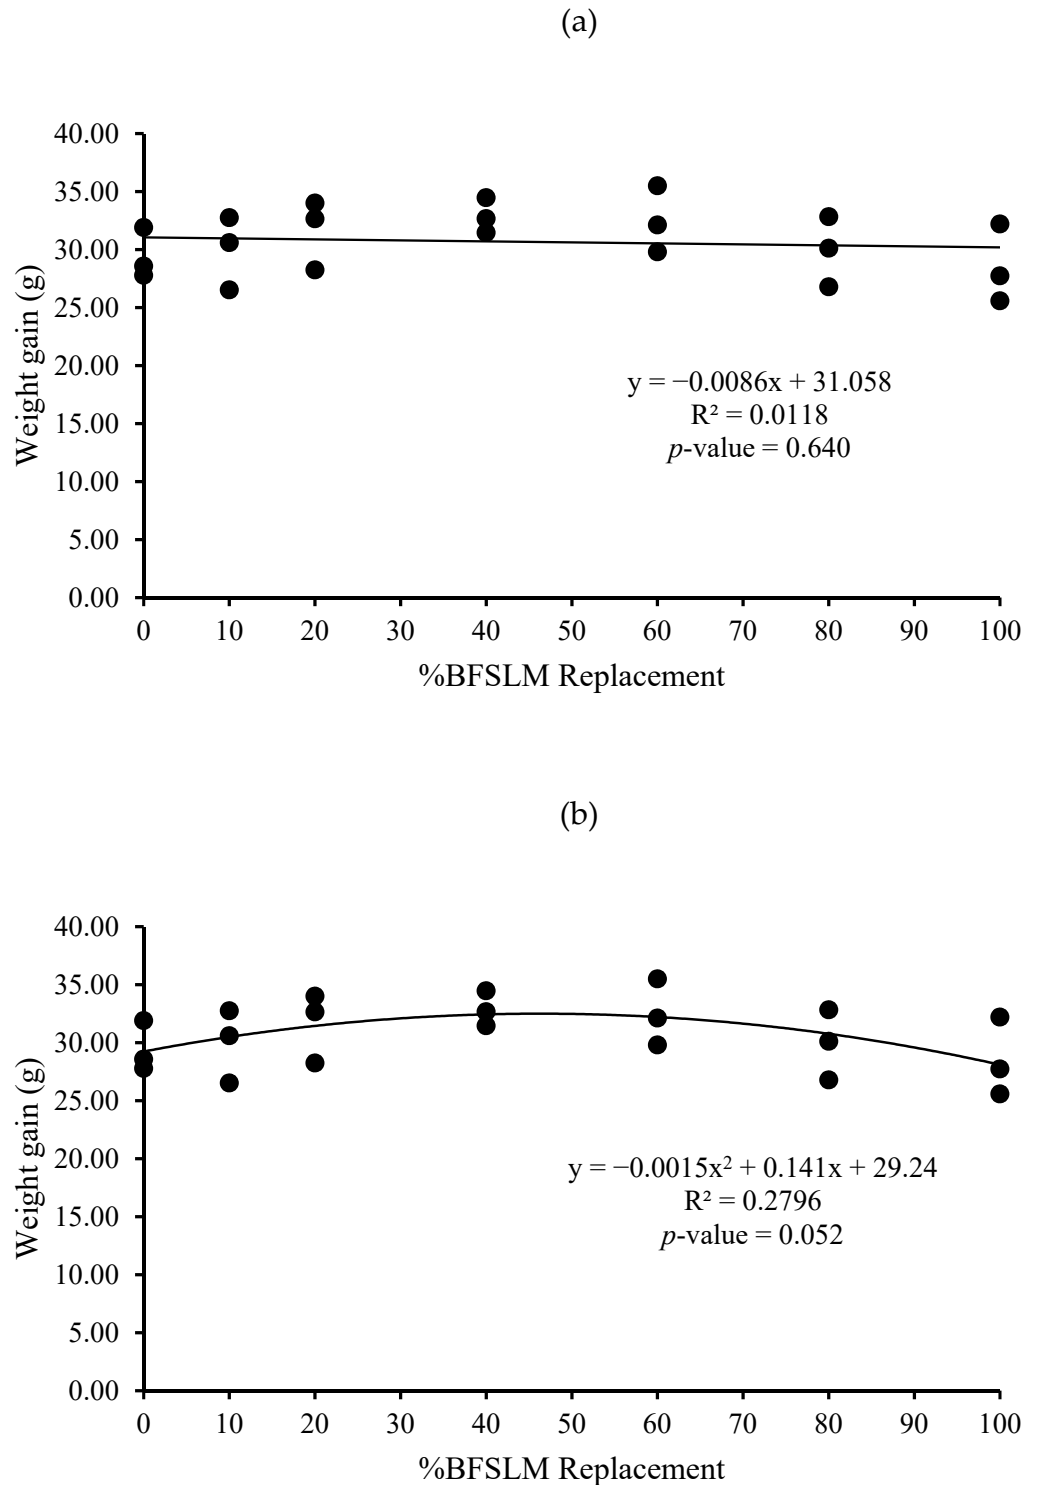 (a)
40.00
35.00
30.00
25.00
20.00
15.00
10.00
5.00
0.00
Weight gain (g)
y = −0.0086x + 31.058
R² = 0.0118
p-value = 0.640
0 10 20 30 40 50 60 70 80 90 100
%BFSLM Replacement
(b)
40.00
35.00
30.00
25.00
20.00
15.00
10.00
5.00
0.00
Weight gain (g)
y = −0.0015x² + 0.141x + 29.24
R² = 0.2796
p-value = 0.052
0 10 20 30 40 50 60 70 80 90 100
%BFSLM Replacement